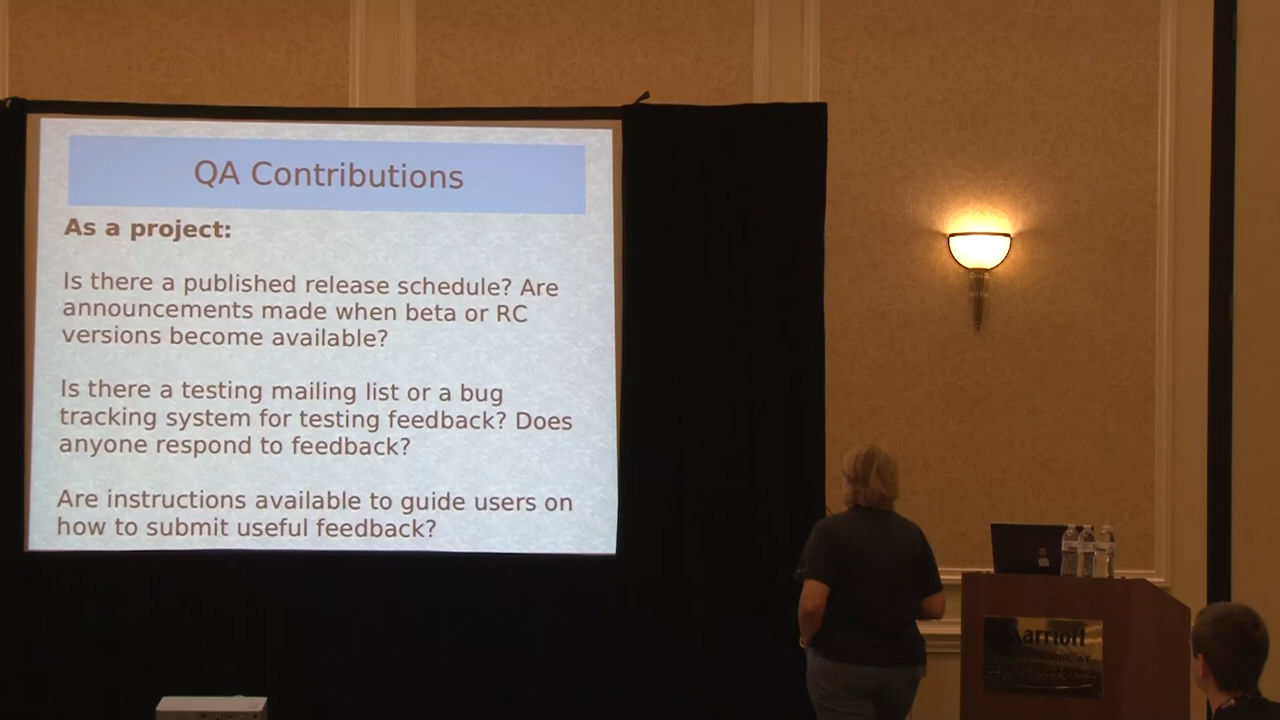 QA Contributions
As a project:
Is there a published release schedule? Are
announcements made when beta or RC
versions become available?
Is there a testing mailing list or a bug
tracking system for testing feedback? Does
anyone respond to feedback?
Are instructions available to guide users on
how to submit useful feedback?
Marriott